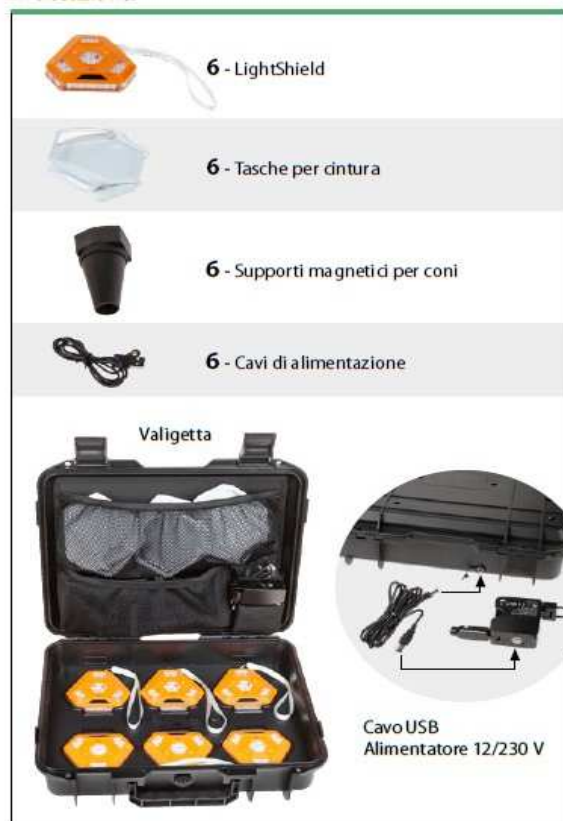 6 - LightShield
6 - Tasche per cintura
6 - Supporti magnetici per coni
6 - Cavi di alimentazione
Valigetta
Cavo USB
Alimentatore 12/230 V